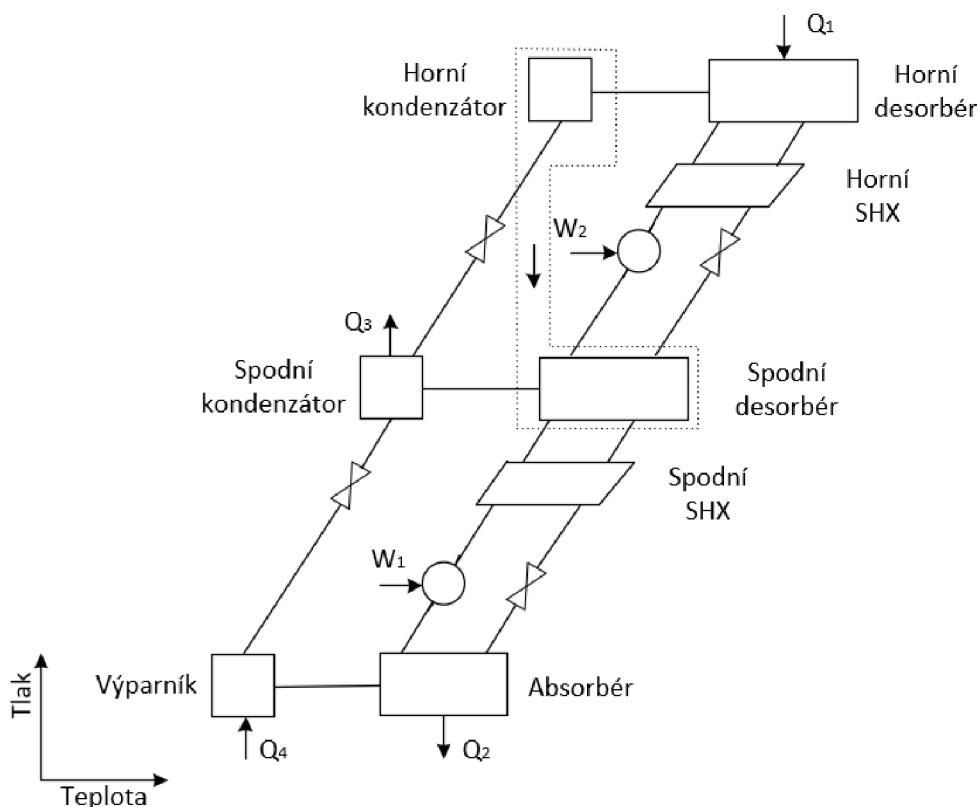 Q₁
Horní
kondenzátor
Horní
desorbér
Horní
SHX
W₂
Q₃
Spodní
kondenzátor
Spodní
desorbér
Spodní
SHX
W₁
Výparník
Absorbér
Tlak
Q₄
Q₂
Teplota